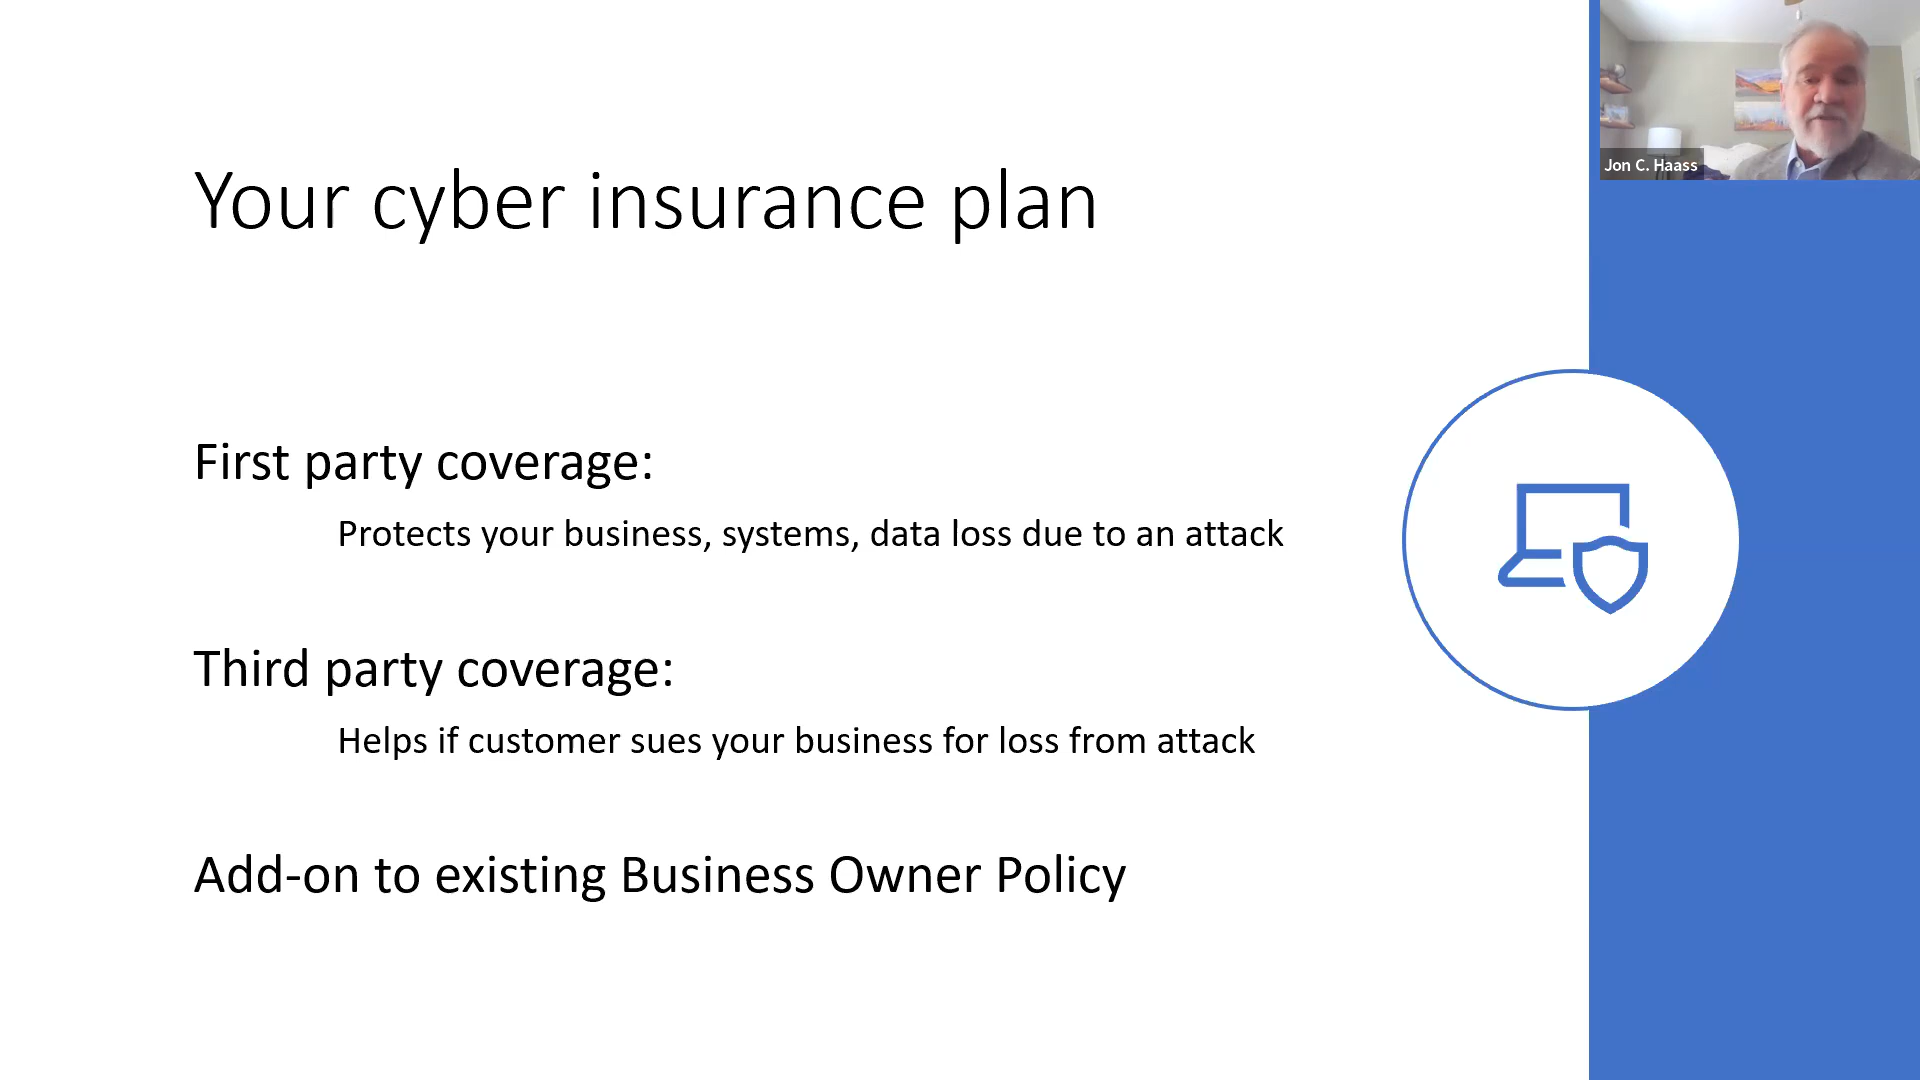 Your cyber insurance plan
First party coverage:
Protects your business, systems, data loss due to an attack
Third party coverage:
Helps if customer sues your business for loss from attack
Add-on to existing Business Owner Policy
Jon C. Haass